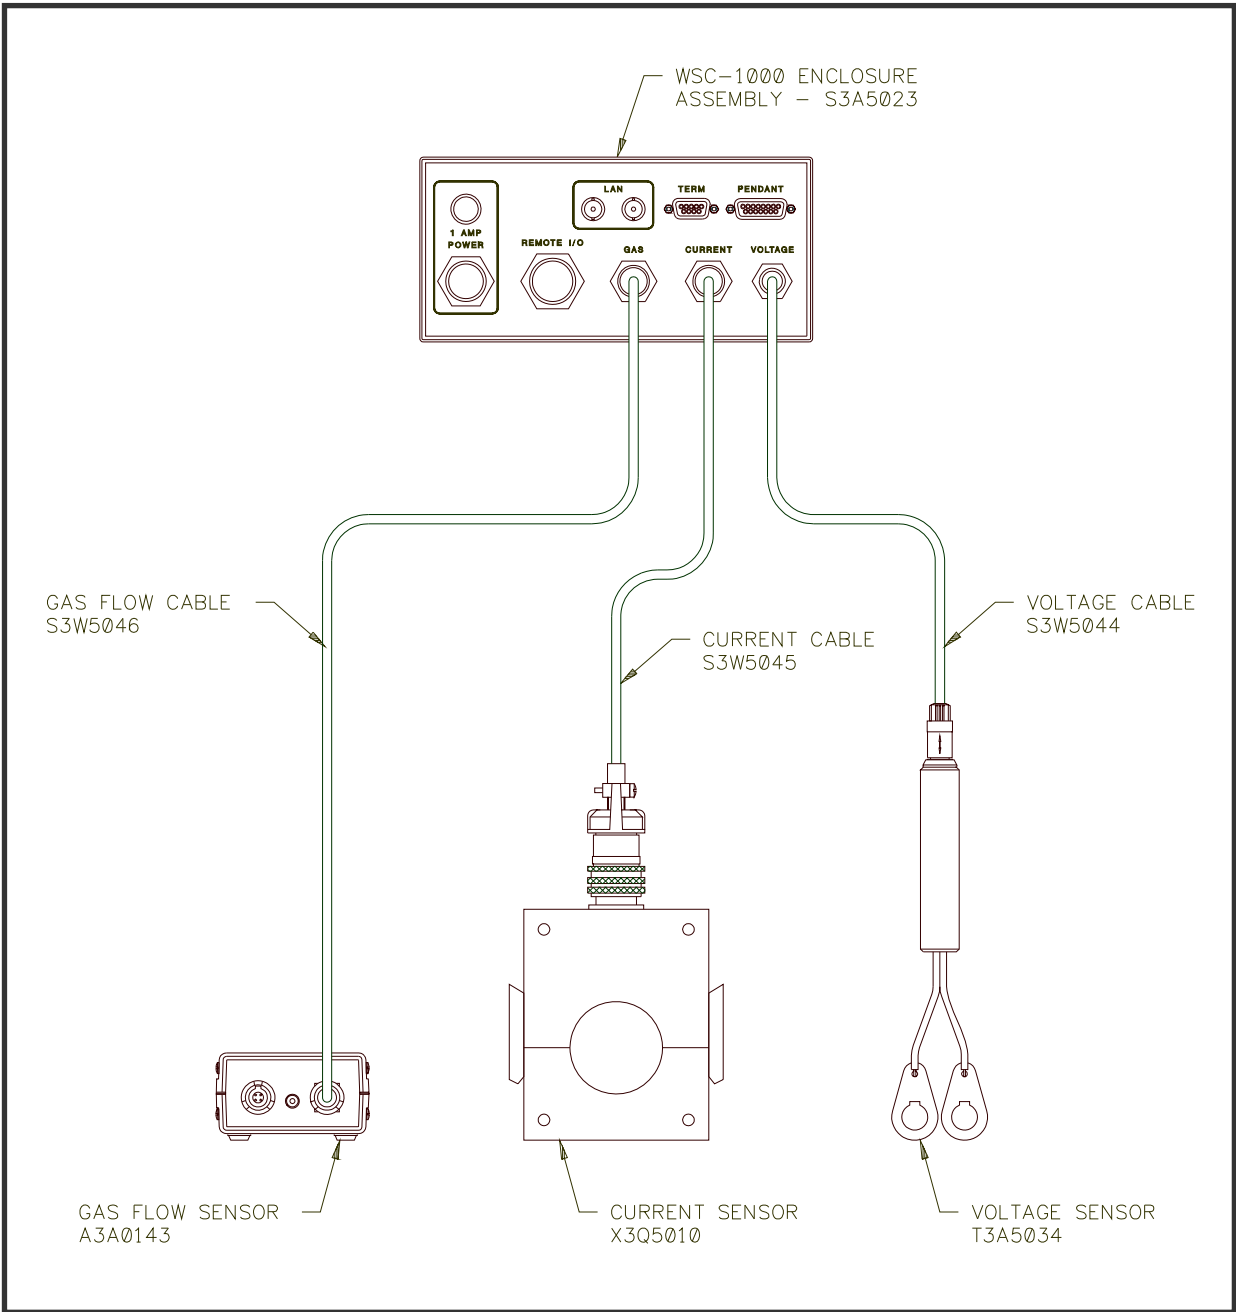 WSC-1000 ENCLOSURE
ASSEMBLY - S3A5023
LAN
TERM
PENDANT
1 AMP
POWER
REMOTE I/O
GAS
CURRENT
VOLTAGE
GAS FLOW CABLE
S3W5046
CURRENT CABLE
S3W5045
VOLTAGE CABLE
S3W5044
GAS FLOW SENSOR
A3A0143
CURRENT SENSOR
X3Q5010
VOLTAGE SENSOR
T3A5034